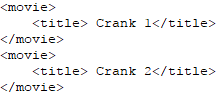 <movie>
    <title> Crank 1</title>
</movie>
<movie>
    <title> Crank 2</title>
</movie>